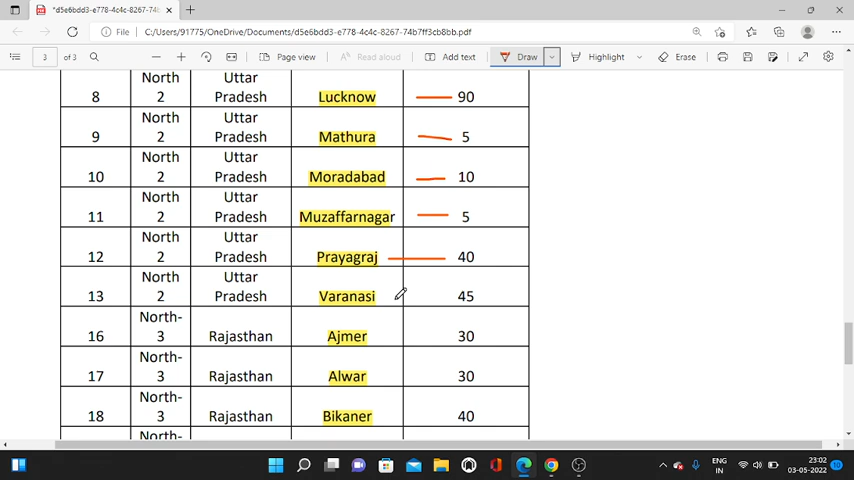 *d5e6bdd3-e778-4c4c-8267-74b
File
C:/Users/91775/OneDrive/Documents/d5e6bdd3-e778-4c4c-8267-74b7ff3cb8bb.pdf
3 of 3
Page view
Read aloud
Add text
Draw
Highlight
Erase
8 North 2 Uttar Pradesh Lucknow 90
9 North 2 Uttar Pradesh Mathura 5
10 North 2 Uttar Pradesh Moradabad 10
11 North 2 Uttar Pradesh Muzaffarnagar 5
12 North 2 Uttar Pradesh Prayagraj 40
13 North 2 Uttar Pradesh Varanasi 45
16 North-3 Rajasthan Ajmer 30
17 North-3 Rajasthan Alwar 30
18 North-3 Rajasthan Bikaner 40
North-
ENG
IN
23:02
03-05-2022